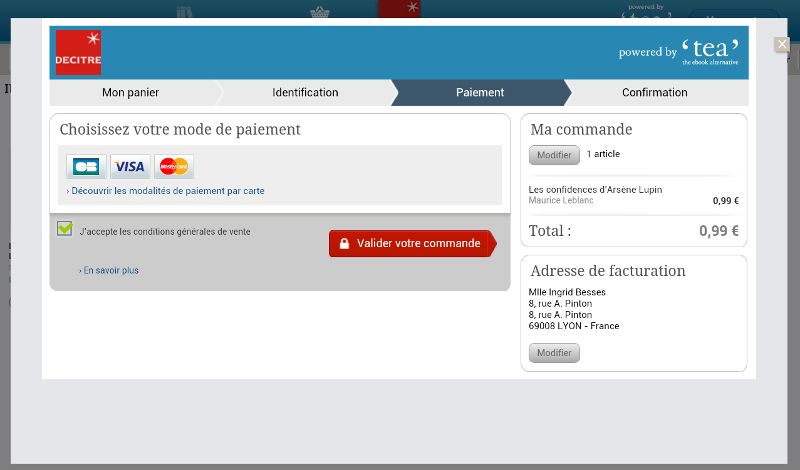 powered by
DECITRE
powered by ‘tea’
the ebook alternative
Mon panier
Identification
Paiement
Confirmation
Choisissez votre mode de paiement
CB
VISA
MasterCard
› Découvrir les modalités de paiement par carte
J'accepte les conditions générales de vente
Valider votre commande
› En savoir plus
Ma commande
Modifier
1 article
Les confidences d'Arsène Lupin
Maurice Leblanc
0,99 €
Total :
0,99 €
Adresse de facturation
Mlle Ingrid Besses
8, rue A. Pinton
8, rue A. Pinton
69008 LYON - France
Modifier